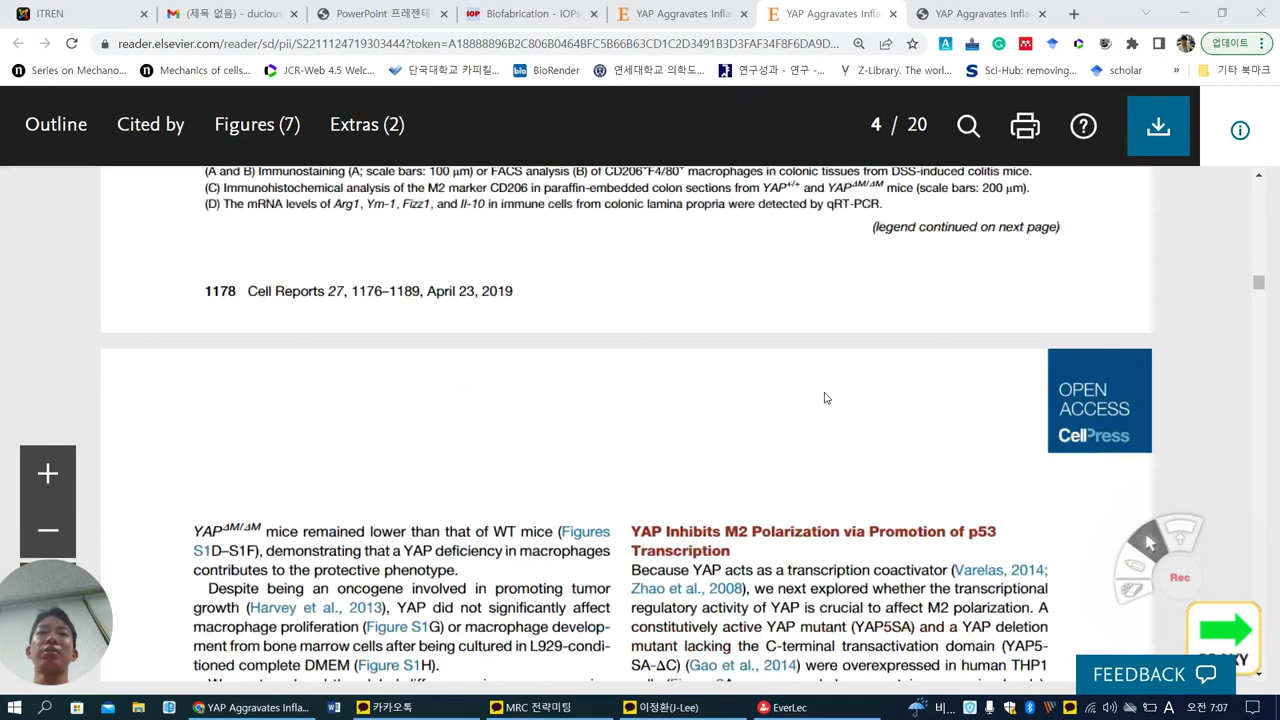 ITREN
(제목 없음) - ducious
PowerPoint 프레젠테
Biofabrication - IOPsc
YAP Aggravates Inflar
YAP Aggravates Inflar
YAP Aggravates Infla
reader.elsevier.com/reader/sd/pii/S2211124719303444?token=A1888B96B2C806B0464BFE5B66B63CD1C2D3491B3D3FAF34F8F6DA9D...
업데이트
Series on Mechano...
Mechanics of cells...
JCR-Web 4.5 Welc...
단국대학교 카피킬...
BioRender
연세대학교 의학도...
연구성과 - 연구 -...
Z-Library. The worl...
Sci-Hub: removing...
scholar
»
기타 북마크
Outline
Cited by
Figures (7)
Extras (2)
4 / 20
(A and B) Immunostaining (A; scale bars: 100 μm) or FACS analysis (B) of CD206+F4/80+ macrophages in colonic tissues from DSS-induced colitis mice.
(C) Immunohistochemical analysis of the M2 marker CD206 in paraffin-embedded colon sections from YAP+/+ and YAPΔM/ΔM mice (scale bars: 200 μm).
(D) The mRNA levels of Arg1, Ym-1, Fizz1, and Il-10 in immune cells from colonic lamina propria were detected by qRT-PCR.
(legend continued on next page)
1178 Cell Reports 27, 1176–1189, April 23, 2019
OPEN
ACCESS
CellPress
YAPΔM/ΔM mice remained lower than that of WT mice (Figures
S1D–S1F), demonstrating that a YAP deficiency in macrophages
contributes to the protective phenotype.
Despite being an oncogene involved in promoting tumor
growth (Harvey et al., 2013), YAP did not significantly affect
macrophage proliferation (Figure S1G) or macrophage develop-
ment from bone marrow cells after being cultured in L929-condi-
tioned complete DMEM (Figure S1H).
YAP Inhibits M2 Polarization via Promotion of p53
Transcription
Because YAP acts as a transcription coactivator (Varelas, 2014;
Zhao et al., 2008), we next explored whether the transcriptional
regulatory activity of YAP is crucial to affect M2 polarization. A
constitutively active YAP mutant (YAP5SA) and a YAP deletion
mutant lacking the C-terminal transactivation domain (YAP5-
SA-ΔC) (Gao et al., 2014) were overexpressed in human THP1
Rec
FEEDBACK
YAP Aggravates Infla...
카카오톡
MRC 전략미팅
이정환(J-Lee)
EverLec
비...
A
오전 7:07